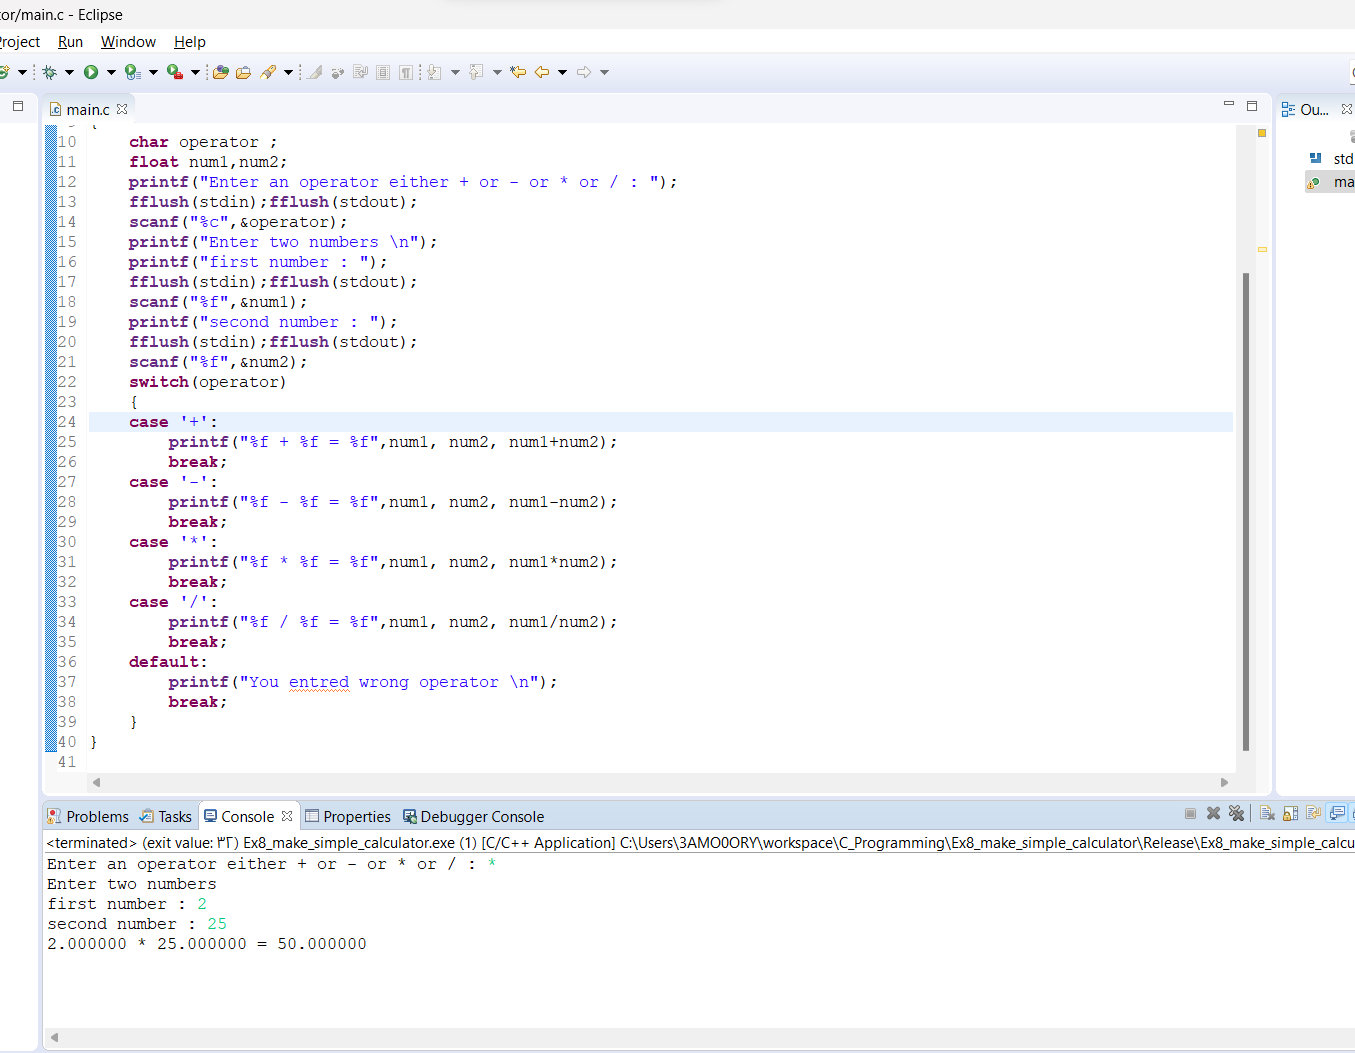 or/main.c - Eclipse
Project Run Window Help
main.c
Ou...
10 char operator ;
11 float num1,num2;
12 printf("Enter an operator either + or - or * or / : ");
13 fflush(stdin);fflush(stdout);
14 scanf("%c",&operator);
15 printf("Enter two numbers \n");
16 printf("first number : ");
17 fflush(stdin);fflush(stdout);
18 scanf("%f",&num1);
19 printf("second number : ");
20 fflush(stdin);fflush(stdout);
21 scanf("%f",&num2);
22 switch(operator)
23 {
24 case '+':
25 printf("%f + %f = %f",num1, num2, num1+num2);
26 break;
27 case '-':
28 printf("%f - %f = %f",num1, num2, num1-num2);
29 break;
30 case '*':
31 printf("%f * %f = %f",num1, num2, num1*num2);
32 break;
33 case '/':
34 printf("%f / %f = %f",num1, num2, num1/num2);
35 break;
36 default:
37 printf("You entred wrong operator \n");
38 break;
39 }
40 }
41
std
ma
Problems Tasks Console Properties Debugger Console
<terminated> (exit value: ٣٢) Ex8_make_simple_calculator.exe (1) [C/C++ Application] C:\Users\3AMO0ORY\workspace\C_Programming\Ex8_make_simple_calculator\Release\Ex8_make_simple_calcu
Enter an operator either + or - or * or / : *
Enter two numbers
first number : 2
second number : 25
2.000000 * 25.000000 = 50.000000